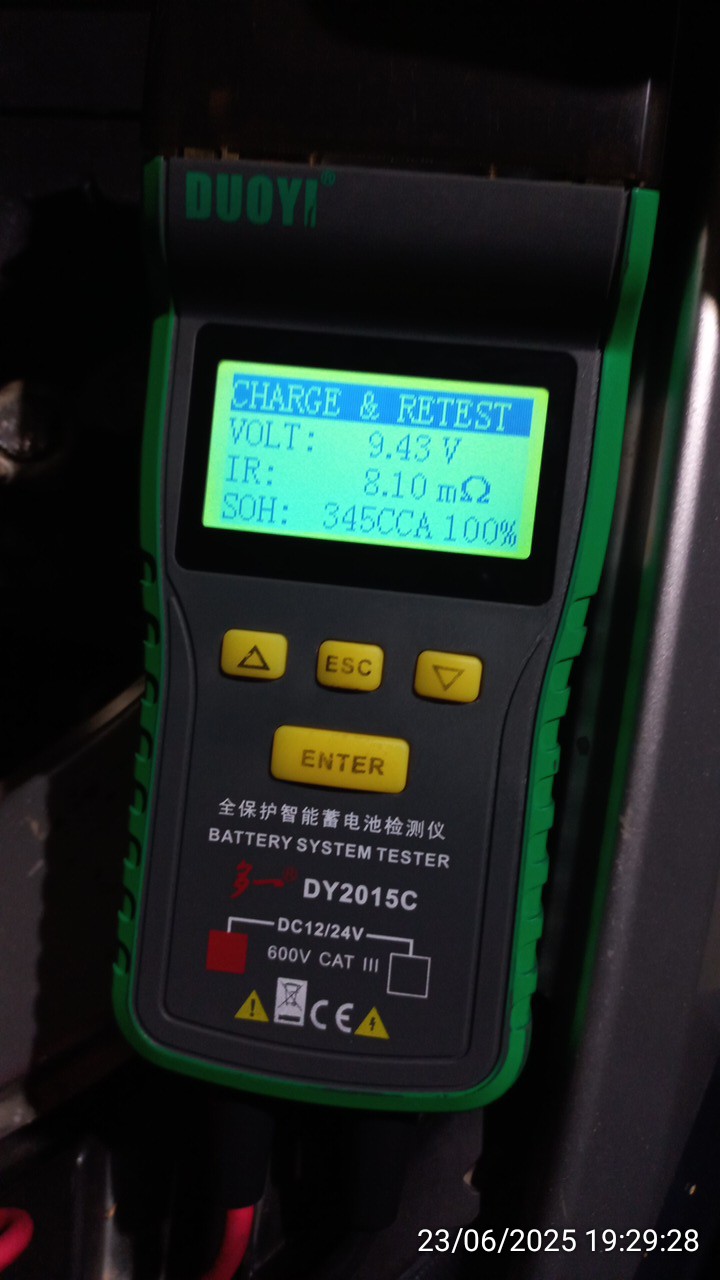 DUOYI®
CHARGE & RETEST
VOLT: 9.43 V
IR: 8.10 mΩ
SOH: 345CCA 100%
ESC
ENTER
全保护智能蓄电池检测仪
BATTERY SYSTEM TESTER
多一® DY2015C
DC12/24V
600V CAT III
CE
23/06/2025 19:29:28